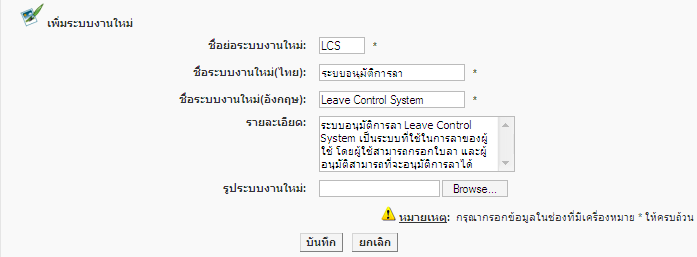 เพิ่มระบบงานใหม่
ชื่อย่อระบบงานใหม่: LCS *
ชื่อระบบงานใหม่(ไทย): ระบบอนุมัติการลา *
ชื่อระบบงานใหม่(อังกฤษ): Leave Control System *
รายละเอียด: ระบบอนุมัติการลา Leave Control
System เป็นระบบที่ใช้ในการลาของผู้
ใช้ โดยผู้ใช้สามารถกรอกใบลา และผู้
อนุมัติสามารถที่จะอนุมัติการลาได้
รูประบบงานใหม่: Browse...
หมายเหตุ: กรุณากรอกข้อมูลในช่องที่มีเครื่องหมาย * ให้ครบถ้วน
บันทึก ยกเลิก